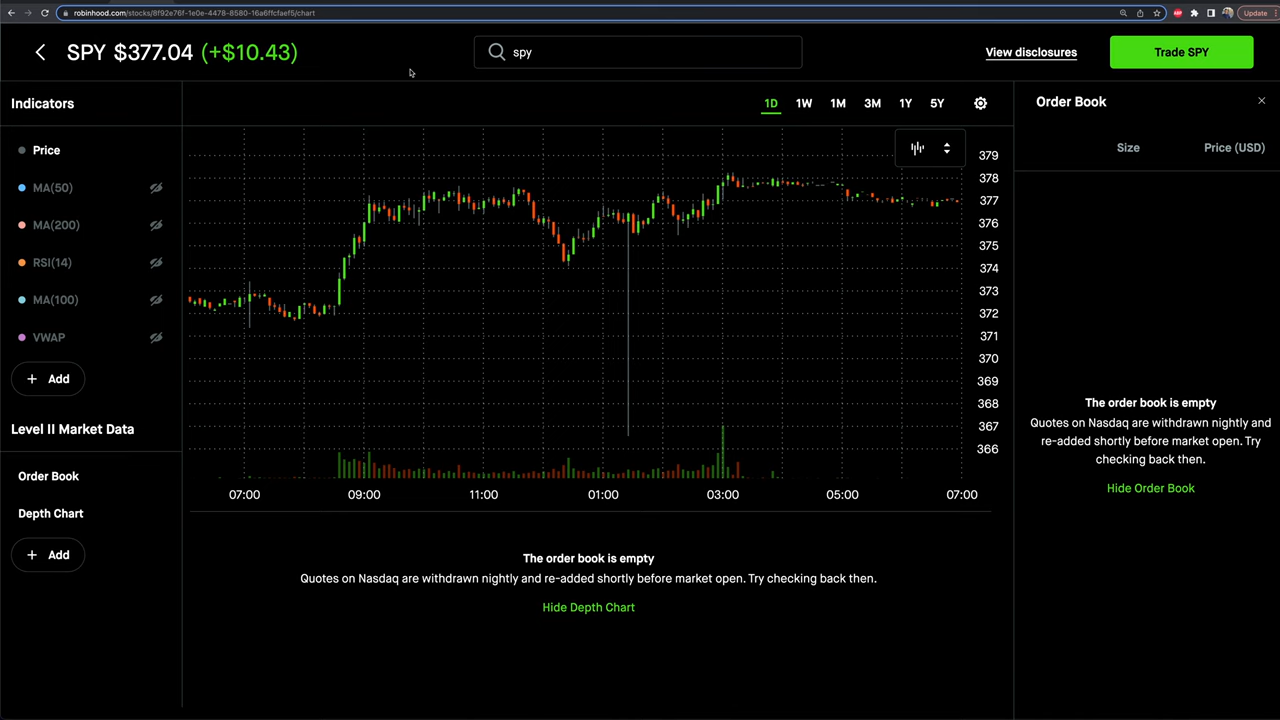 robinhood.com/stocks/8f92e76f-1e0e-4478-8580-16a6ffcfaef5/chart
Update
SPY $377.04 (+$10.43)
spy
View disclosures
Trade SPY
Indicators
1D 1W 1M 3M 1Y 5Y
Order Book
Size Price (USD)
Price
MA(50)
MA(200)
RSI(14)
MA(100)
VWAP
Add
Level II Market Data
Order Book
Depth Chart
Add
379
378
377
376
375
374
373
372
371
370
369
368
367
366
07:00 09:00 11:00 01:00 03:00 05:00 07:00
The order book is empty
Quotes on Nasdaq are withdrawn nightly and re-added shortly before market open. Try checking back then.
Hide Depth Chart
The order book is empty
Quotes on Nasdaq are withdrawn nightly and
re-added shortly before market open. Try
checking back then.
Hide Order Book